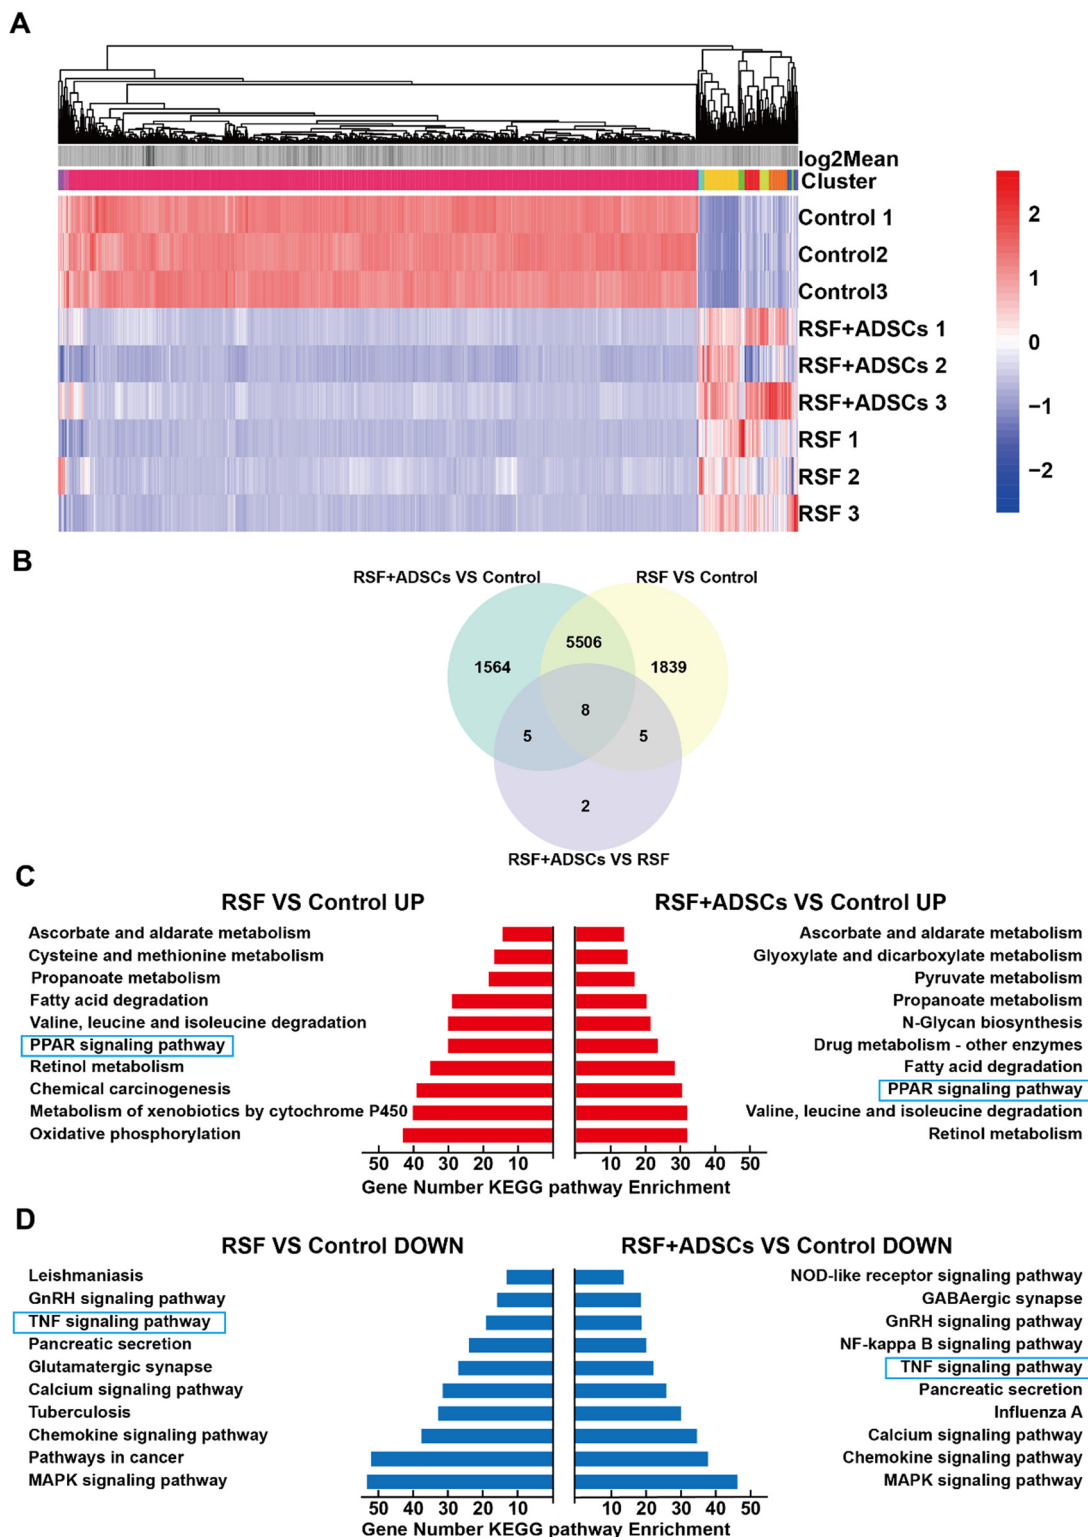 A
log2Mean
Cluster
Control 1
Control2
Control3
RSF+ADSCs 1
RSF+ADSCs 2
RSF+ADSCs 3
RSF 1
RSF 2
RSF 3
2
1
0
−1
−2
B
RSF+ADSCs VS Control
RSF VS Control
5506
1564
1839
8
5
5
2
RSF+ADSCs VS RSF
C
RSF VS Control UP
Ascorbate and aldarate metabolism
Cysteine and methionine metabolism
Propanoate metabolism
Fatty acid degradation
Valine, leucine and isoleucine degradation
PPAR signaling pathway
Retinol metabolism
Chemical carcinogenesis
Metabolism of xenobiotics by cytochrome P450
Oxidative phosphorylation
50 40 30 20 10
RSF+ADSCs VS Control UP
Ascorbate and aldarate metabolism
Glyoxylate and dicarboxylate metabolism
Pyruvate metabolism
Propanoate metabolism
N-Glycan biosynthesis
Drug metabolism - other enzymes
Fatty acid degradation
PPAR signaling pathway
Valine, leucine and isoleucine degradation
Retinol metabolism
10 20 30 40 50
Gene Number KEGG pathway Enrichment
D
RSF VS Control DOWN
Leishmaniasis
GnRH signaling pathway
TNF signaling pathway
Pancreatic secretion
Glutamatergic synapse
Calcium signaling pathway
Tuberculosis
Chemokine signaling pathway
Pathways in cancer
MAPK signaling pathway
50 40 30 20 10
RSF+ADSCs VS Control DOWN
NOD-like receptor signaling pathway
GABAergic synapse
GnRH signaling pathway
NF-kappa B signaling pathway
TNF signaling pathway
Pancreatic secretion
Influenza A
Calcium signaling pathway
Chemokine signaling pathway
MAPK signaling pathway
10 20 30 40 50
Gene Number KEGG pathway Enrichment